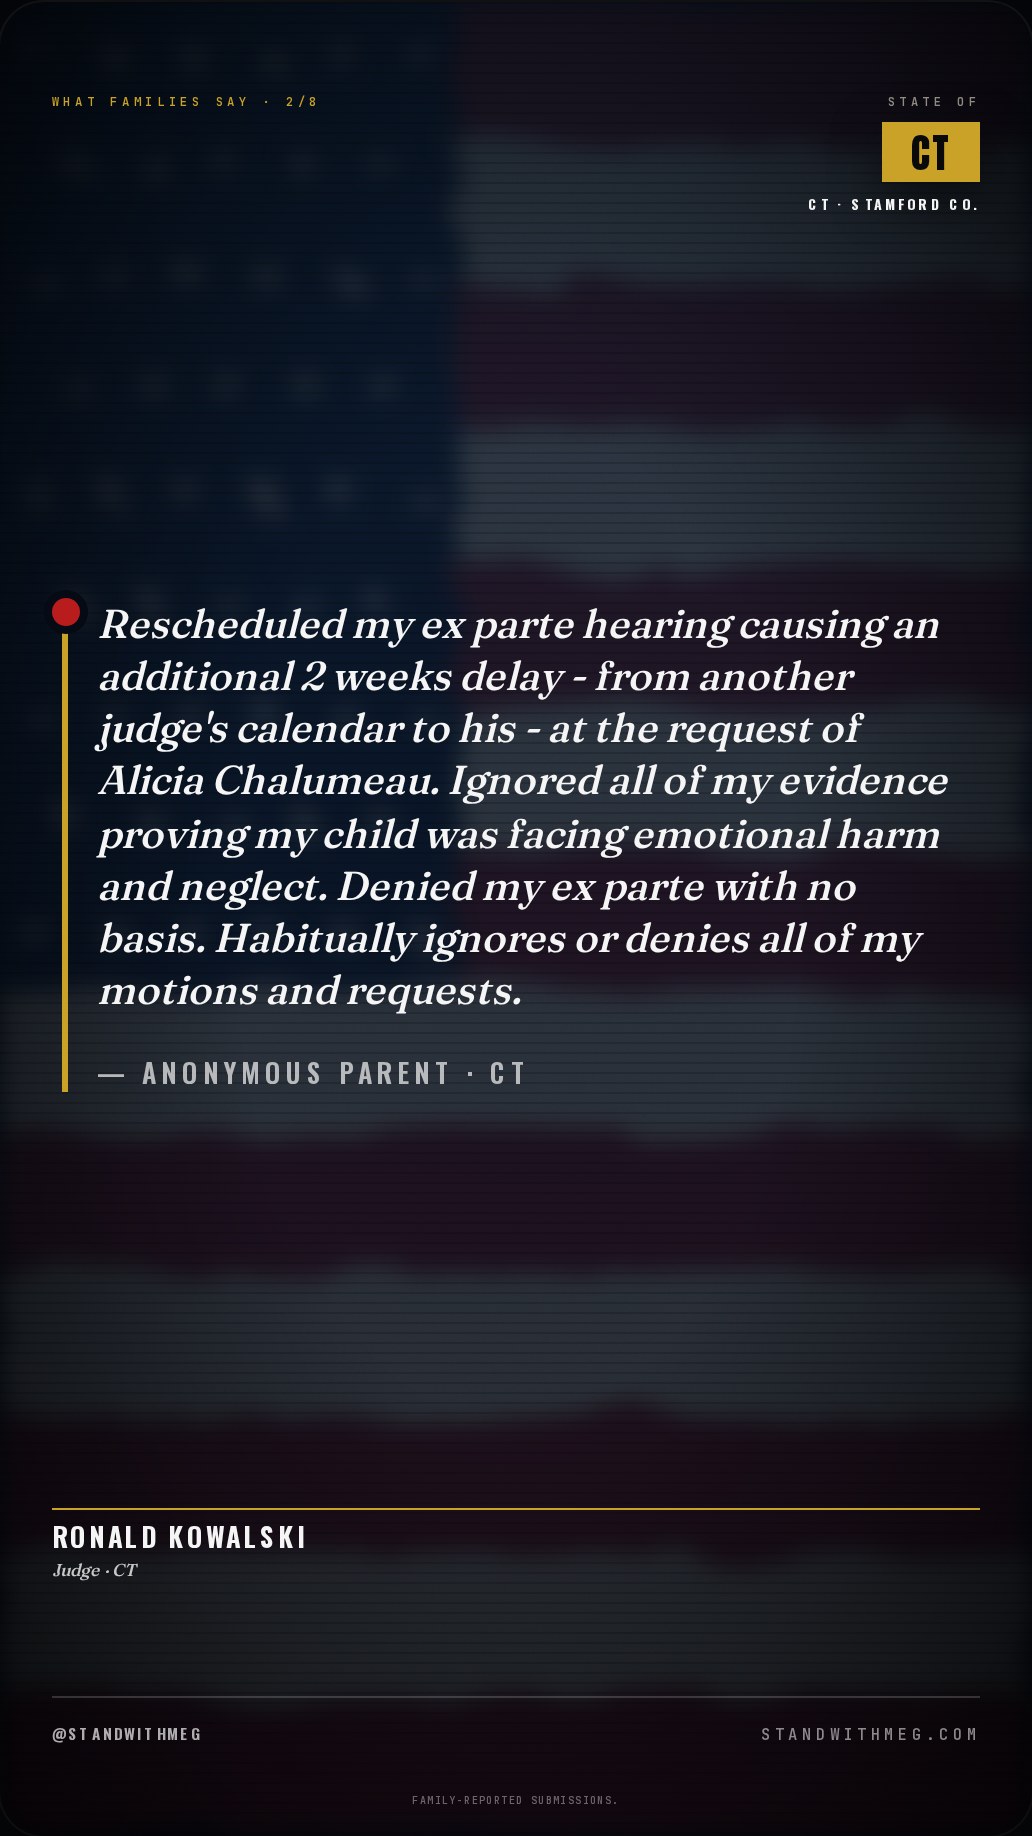 WHAT FAMILIES SAY · 2/8
STATE OF
CT
CT · STAMFORD CO.
Rescheduled my ex parte hearing causing an
additional 2 weeks delay - from another
judge's calendar to his - at the request of
Alicia Chalumeau. Ignored all of my evidence
proving my child was facing emotional harm
and neglect. Denied my ex parte with no
basis. Habitually ignores or denies all of my
motions and requests.
— ANONYMOUS PARENT · CT
RONALD KOWALSKI
Judge · CT
@STANDWITHMEG
STANDWITHMEG.COM
FAMILY-REPORTED SUBMISSIONS.